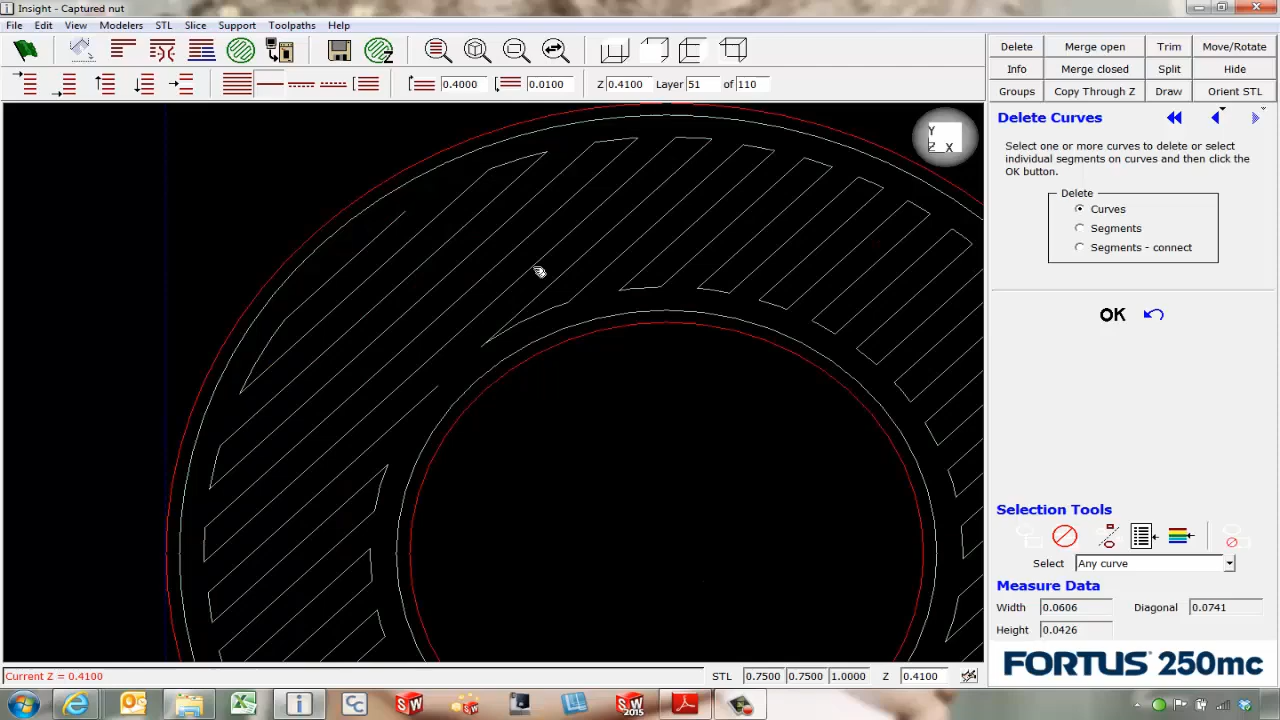 Insight - Captured nut
File Edit View Modelers STL Slice Support Toolpaths Help
Z
0.4000 0.0100 Z 0.4100 Layer 51 of 110
Y
Z X
Delete Merge open Trim Move/Rotate
Info Merge closed Split Hide
Groups Copy Through Z Draw Orient STL
Delete Curves
Select one or more curves to delete or select
individual segments on curves and then click the
OK button.
Delete
Curves
Segments
Segments - connect
OK
Selection Tools
Select Any curve
Measure Data
Width 0.0606 Diagonal 0.0741
Height 0.0426
FORTUS 250mc
Current Z = 0.4100
STL 0.7500 0.7500 1.0000 Z 0.4100
CC
SW
SW
2015